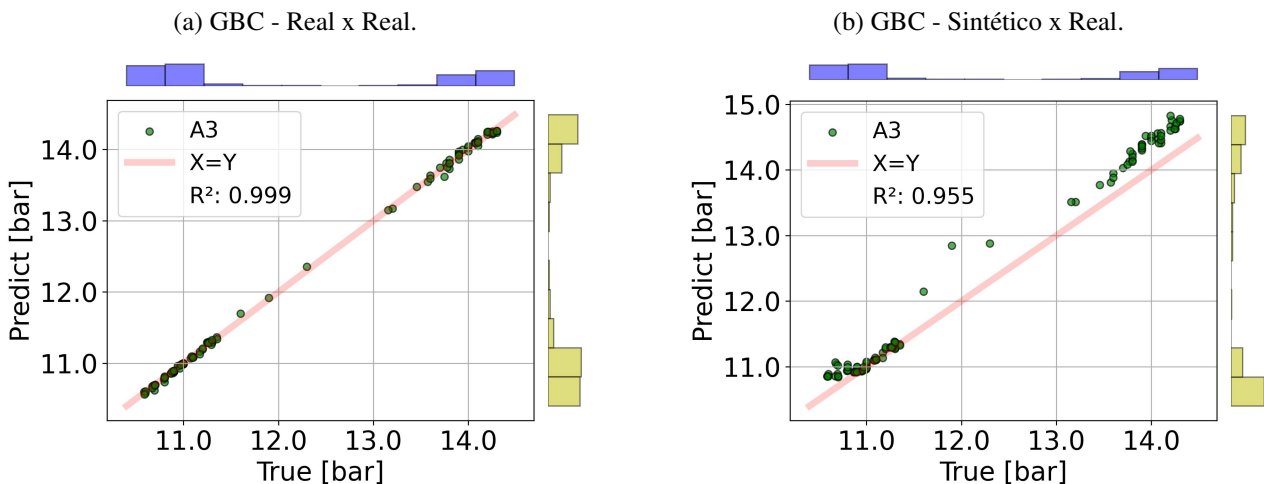 (a) GBC - Real x Real.
A3
X=Y
R²: 0.999
14.0
13.0
12.0
11.0
Predict [bar]
11.0 12.0 13.0 14.0
True [bar]
(b) GBC - Sintético x Real.
A3
X=Y
R²: 0.955
15.0
14.0
13.0
12.0
11.0
Predict [bar]
11.0 12.0 13.0 14.0
True [bar]